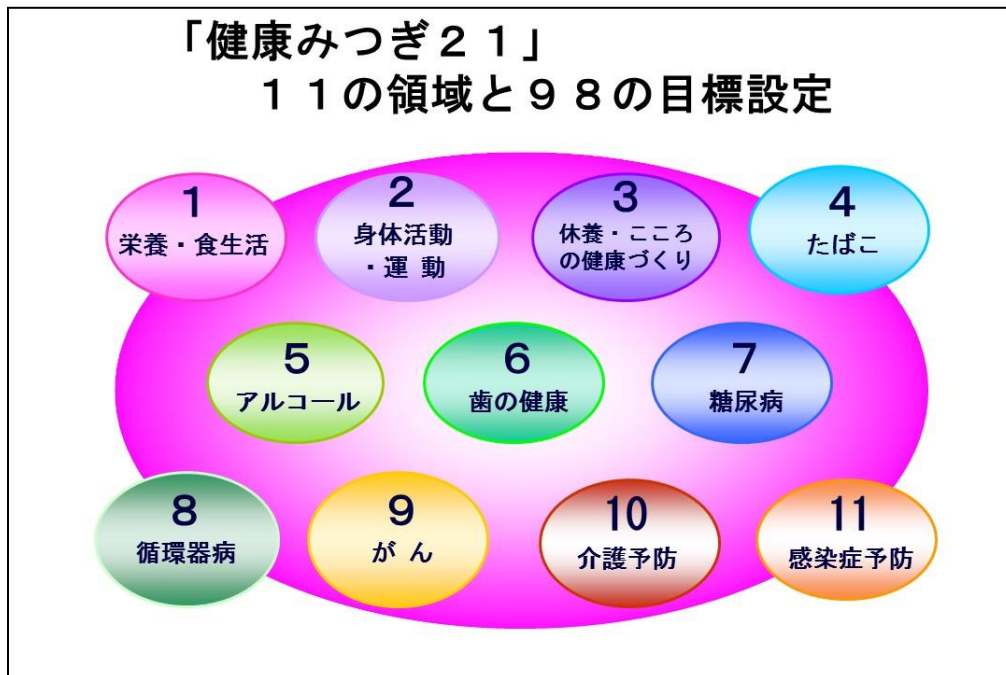 「健康みつぎ２１」
１１の領域と９８の目標設定
1
栄養・食生活
2
身体活動
・運 動
3
休養・こころ
の健康づくり
4
たばこ
5
アルコール
6
歯の健康
7
糖尿病
8
循環器病
9
が ん
10
介護予防
11
感染症予防